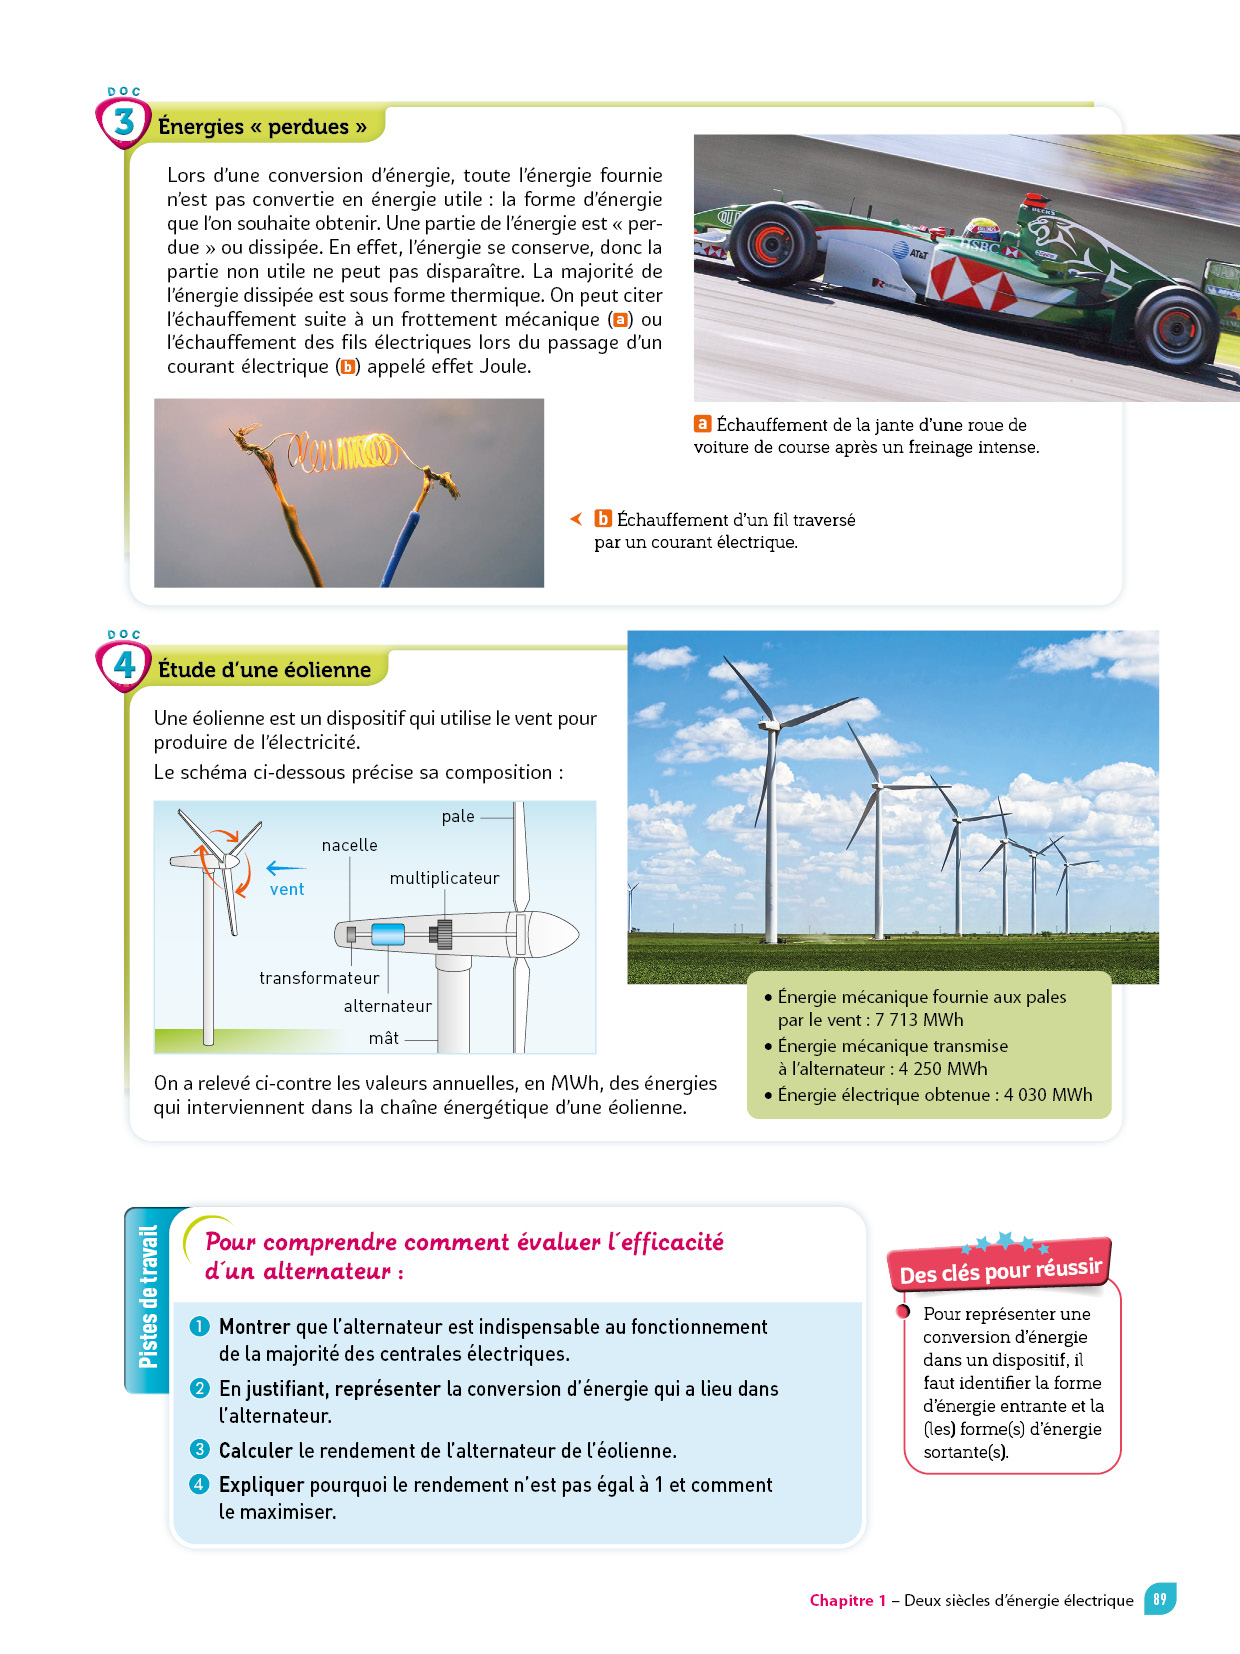 DOC
3
Énergies « perdues »
Lors d'une conversion d'énergie, toute l'énergie fournie
n'est pas convertie en énergie utile : la forme d'énergie
que l'on souhaite obtenir. Une partie de l'énergie est « per-
due » ou dissipée. En effet, l'énergie se conserve, donc la
partie non utile ne peut pas disparaître. La majorité de
l'énergie dissipée est sous forme thermique. On peut citer
l'échauffement suite à un frottement mécanique (a) ou
l'échauffement des fils électriques lors du passage d'un
courant électrique (b) appelé effet Joule.
AT&T
HSBC
a Échauffement de la jante d'une roue de
voiture de course après un freinage intense.
b Échauffement d'un fil traversé
par un courant électrique.
DOC
4
Étude d'une éolienne
Une éolienne est un dispositif qui utilise le vent pour
produire de l'électricité.
Le schéma ci-dessous précise sa composition :
pale
nacelle
multiplicateur
vent
transformateur
alternateur
mât
On a relevé ci-contre les valeurs annuelles, en MWh, des énergies
qui interviennent dans la chaîne énergétique d'une éolienne.
• Énergie mécanique fournie aux pales
par le vent : 7 713 MWh
• Énergie mécanique transmise
à l'alternateur : 4 250 MWh
• Énergie électrique obtenue : 4 030 MWh
Pistes de travail
Pour comprendre comment évaluer l'efficacité
d'un alternateur :
1 Montrer que l'alternateur est indispensable au fonctionnement
de la majorité des centrales électriques.
2 En justifiant, représenter la conversion d'énergie qui a lieu dans
l'alternateur.
3 Calculer le rendement de l'alternateur de l'éolienne.
4 Expliquer pourquoi le rendement n'est pas égal à 1 et comment
le maximiser.
Des clés pour réussir
Pour représenter une
conversion d'énergie
dans un dispositif, il
faut identifier la forme
d'énergie entrante et la
(les) forme(s) d'énergie
sortante(s).
Chapitre 1 – Deux siècles d'énergie électrique 89